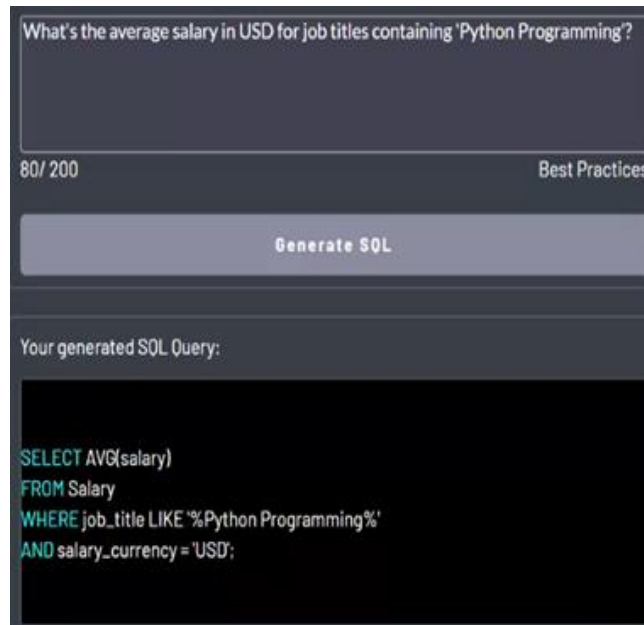 What's the average salary in USD for job titles containing 'Python Programming'?
80/ 200
Best Practices
Generate SQL
Your generated SQL Query:
SELECT AVG(salary)
FROM Salary
WHERE job_title LIKE '%Python Programming%'
AND salary_currency = 'USD';